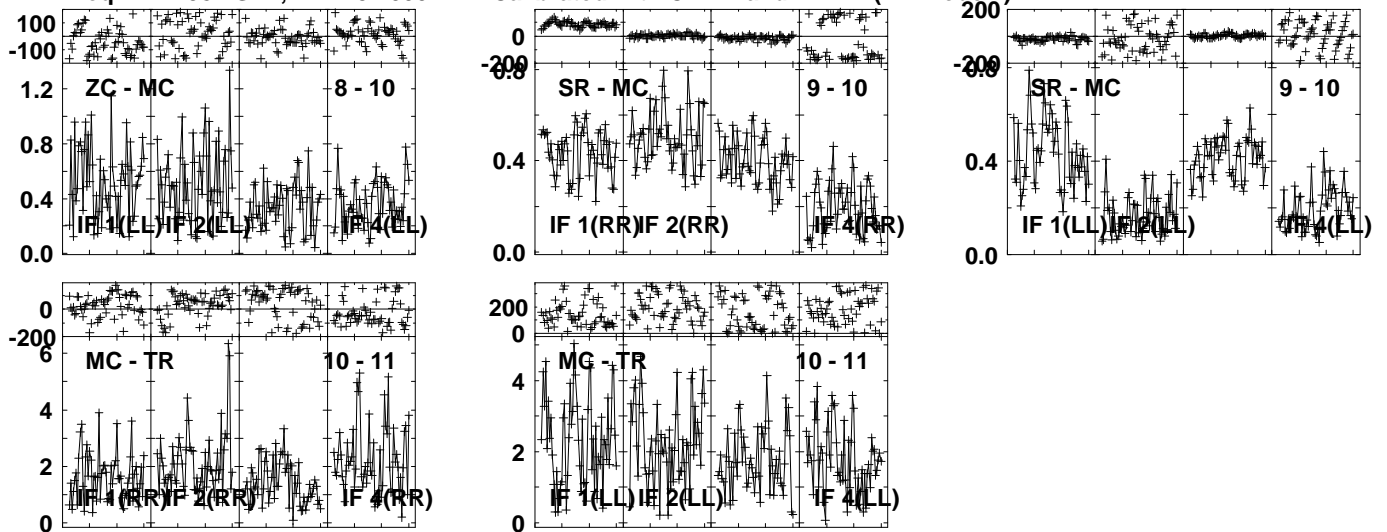 100
-100
ZC - MC 8 - 10
1.2
0.8
0.4
0.0
IF 1(LL) IF 2(LL) IF 4(LL)
0
-200
0.8
SR - MC 9 - 10
0.4
0.0
IF 1(RR) IF 2(RR) IF 4(RR)
200
0
-200
0.8
SR - MC 9 - 10
0.4
0.0
IF 1(LL) IF 2(LL) IF 4(LL)
0
-200
MC - TR 10 - 11
6
4
2
0
IF 1(RR) IF 2(RR) IF 4(RR)
200
0
MC - TR 10 - 11
4
2
0
IF 1(LL) IF 2(LL) IF 4(LL)